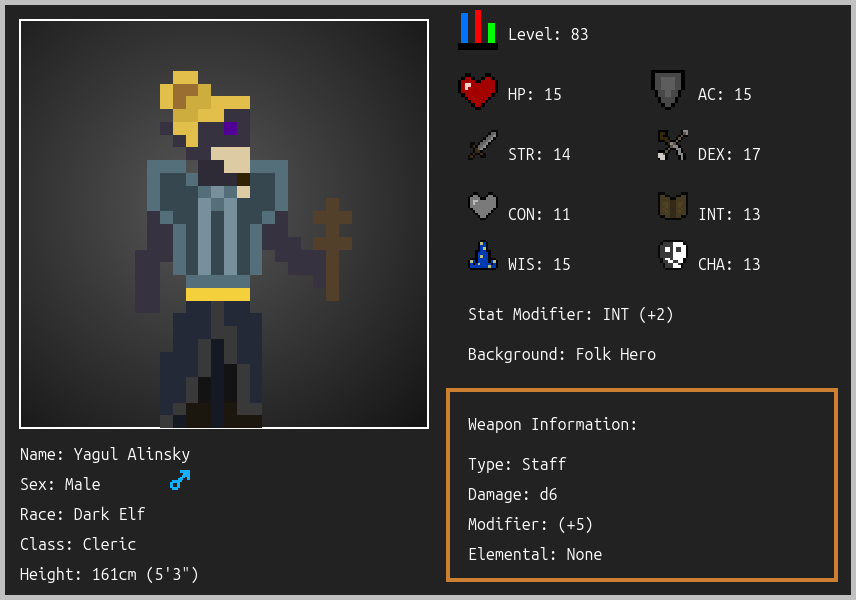 Level: 83
HP: 15
AC: 15
STR: 14
DEX: 17
CON: 11
INT: 13
WIS: 15
CHA: 13
Stat Modifier: INT (+2)
Background: Folk Hero
Weapon Information:
Type: Staff
Damage: d6
Modifier: (+5)
Elemental: None
Name: Yagul Alinsky
Sex: Male
Race: Dark Elf
Class: Cleric
Height: 161cm (5'3")